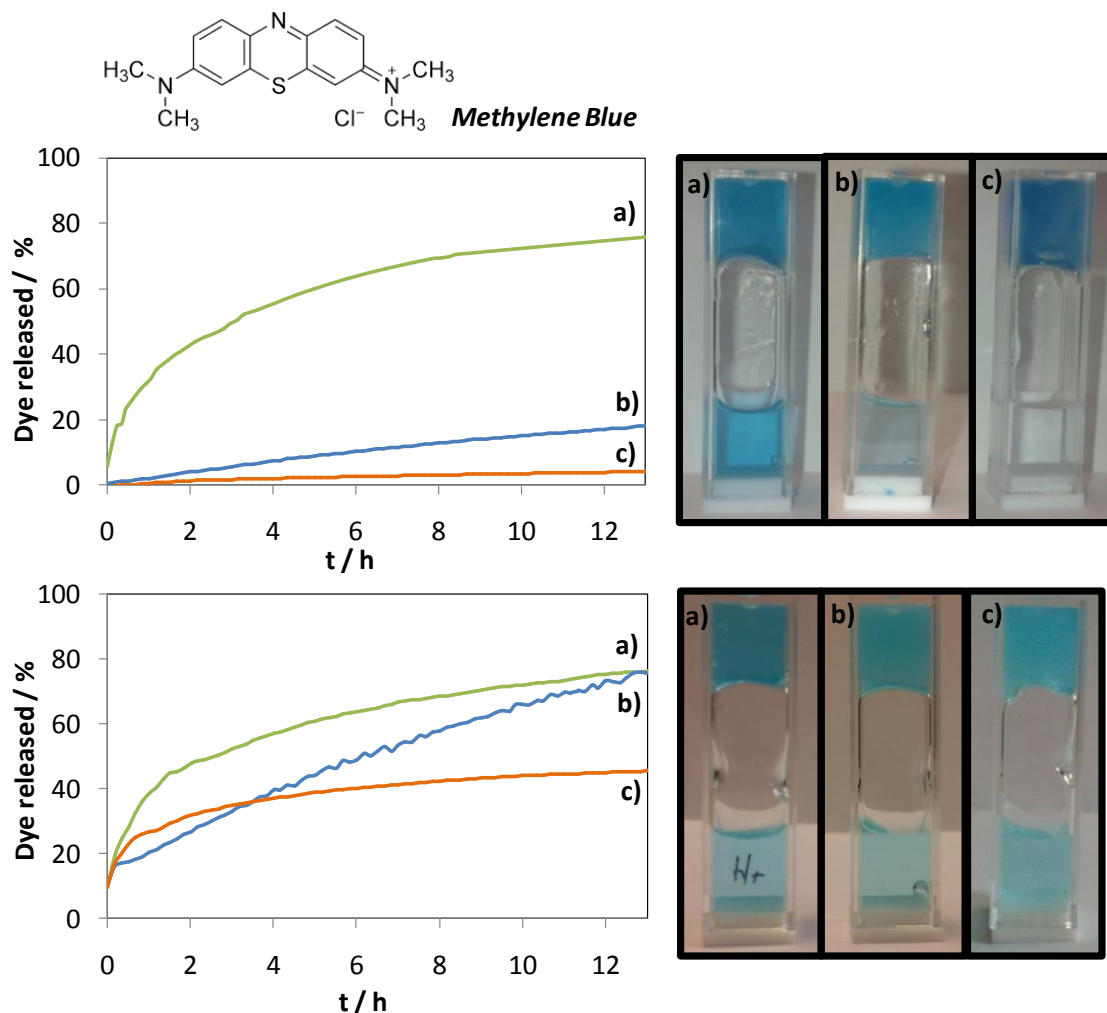 N
H3C
N
CH3
S
N+
CH3
Cl⁻
CH3
Methylene Blue
100
80
60
40
20
0
Dye released / %
a)
b)
c)
0 2 4 6 8 10 12
t / h
a) b) c)
100
80
60
40
20
0
Dye released / %
a)
b)
c)
0 2 4 6 8 10 12
t / h
a) b) c)
H+